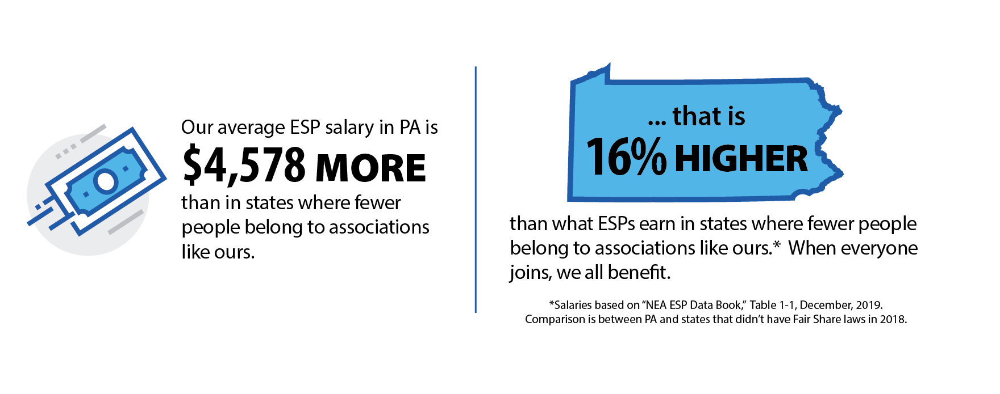 Our average ESP salary in PA is
$4,578 MORE
than in states where fewer
people belong to associations
like ours.
... that is
16% HIGHER
than what ESPs earn in states where fewer people
belong to associations like ours.* When everyone
joins, we all benefit.
*Salaries based on “NEA ESP Data Book,” Table 1-1, December, 2019.
Comparison is between PA and states that didn’t have Fair Share laws in 2018.